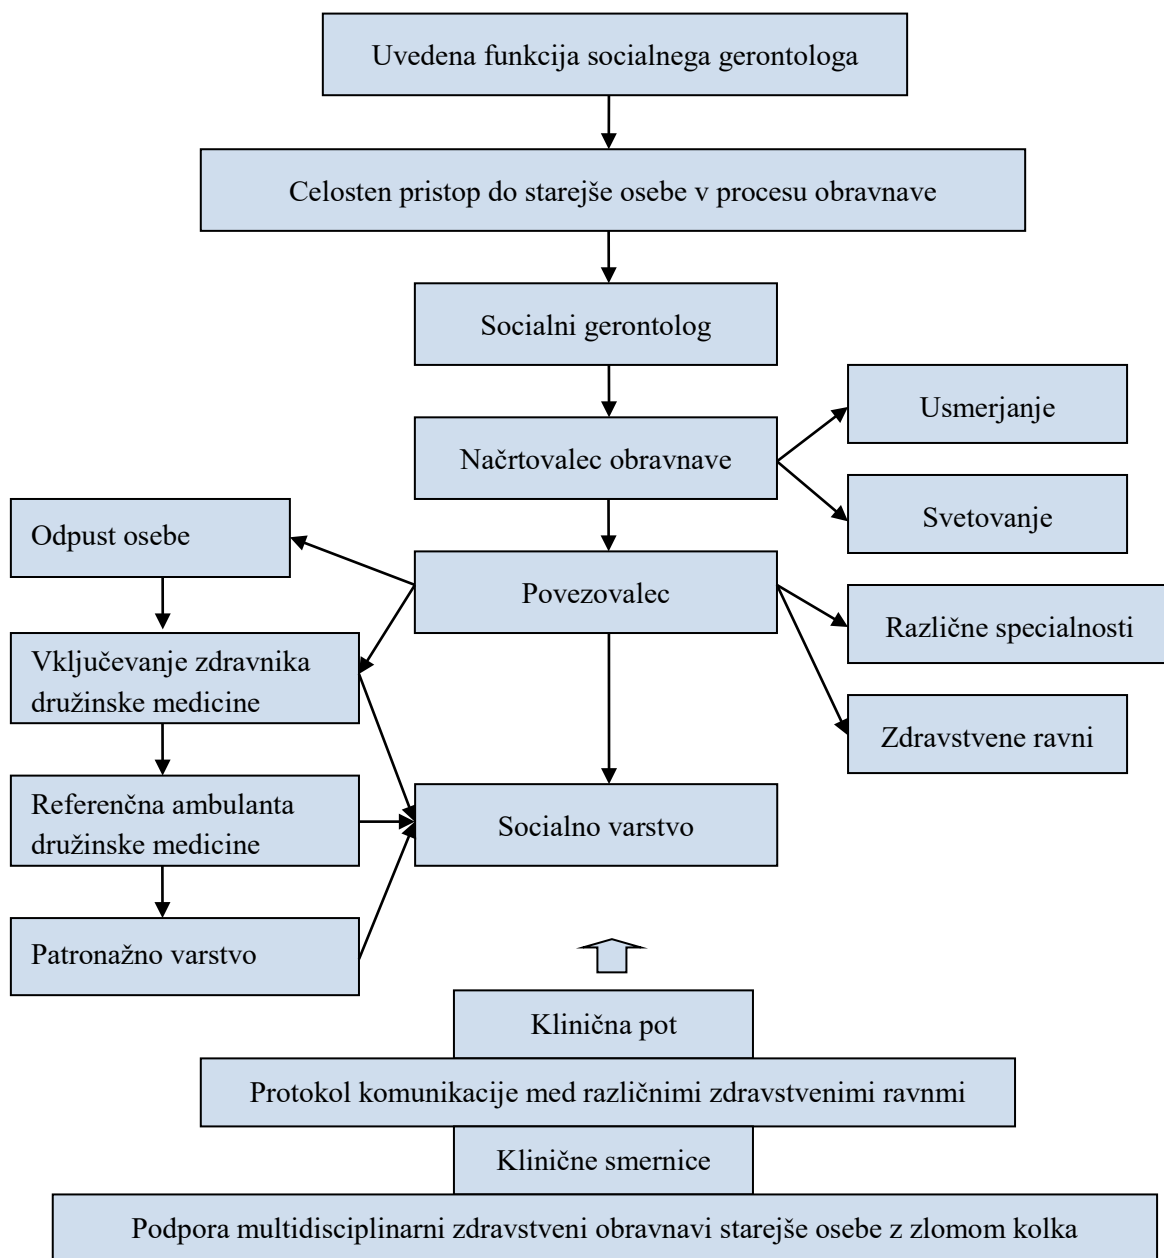 Uvedena funkcija socialnega gerontologa
Celosten pristop do starejše osebe v procesu obravnave
Socialni gerontolog
Usmerjanje
Načrtovalec obravnave
Svetovanje
Odpust osebe
Povezovalec
Različne specialnosti
Vključevanje zdravnika
družinske medicine
Zdravstvene ravni
Referenčna ambulanta
družinske medicine
Socialno varstvo
Patronažno varstvo
Klinična pot
Protokol komunikacije med različnimi zdravstvenimi ravnmi
Klinične smernice
Podpora multidisciplinarni zdravstveni obravnavi starejše osebe z zlomom kolka